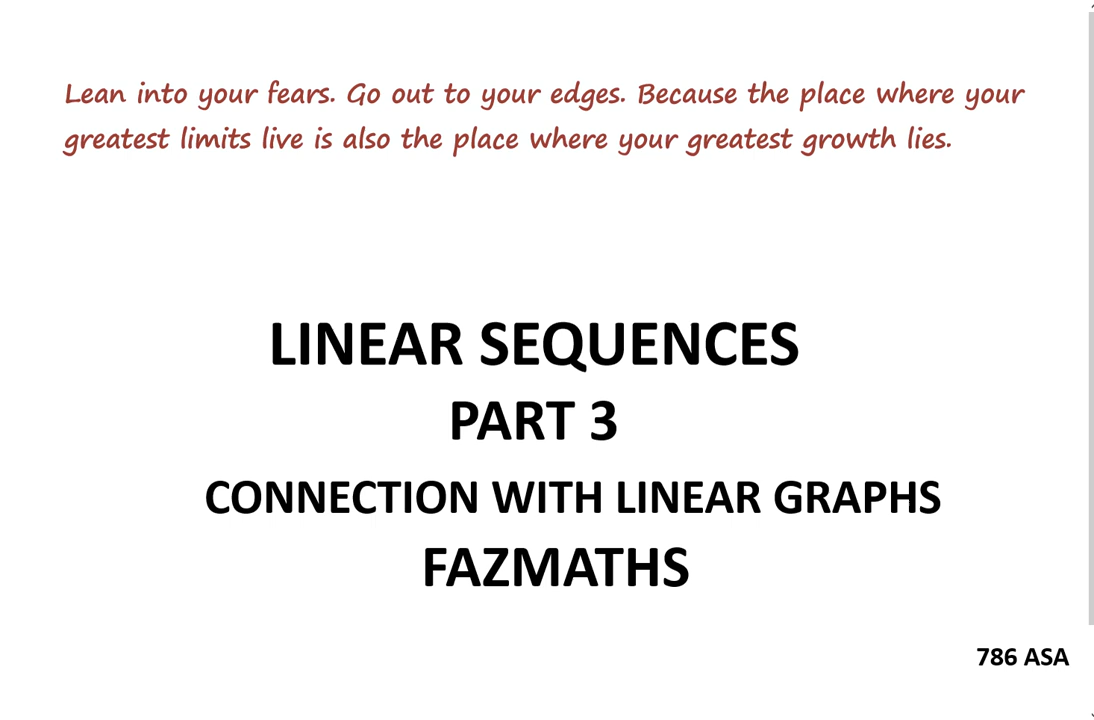 Lean into your fears. Go out to your edges. Because the place where your
greatest limits live is also the place where your greatest growth lies.
LINEAR SEQUENCES
PART 3
CONNECTION WITH LINEAR GRAPHS
FAZMATHS
786 ASA